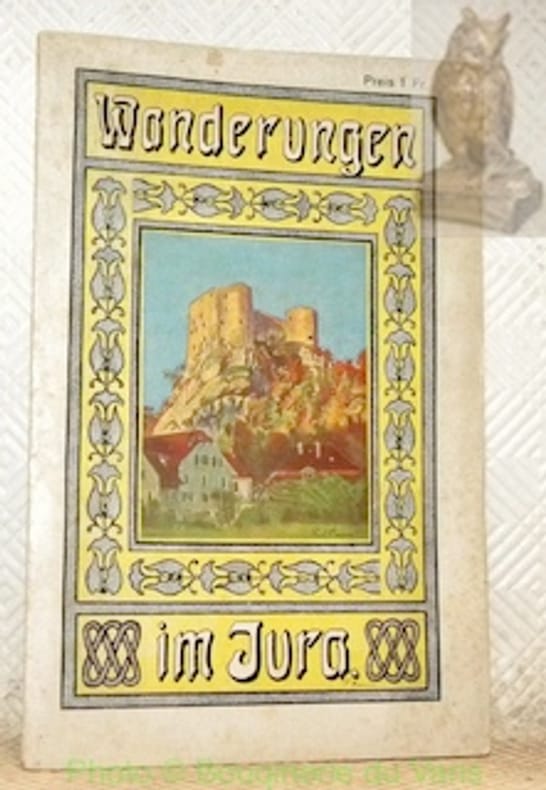 Preis 1 Fr.
Wanderungen
im Jura.
Photo © Bouquinerie du Varis